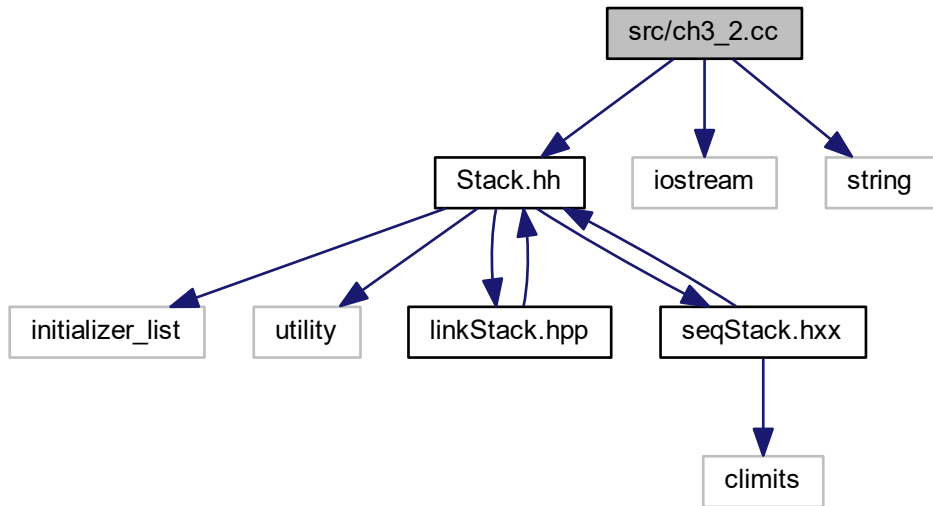 src/ch3_2.cc
Stack.hh
iostream
string
initializer_list
utility
linkStack.hpp
seqStack.hxx
climits